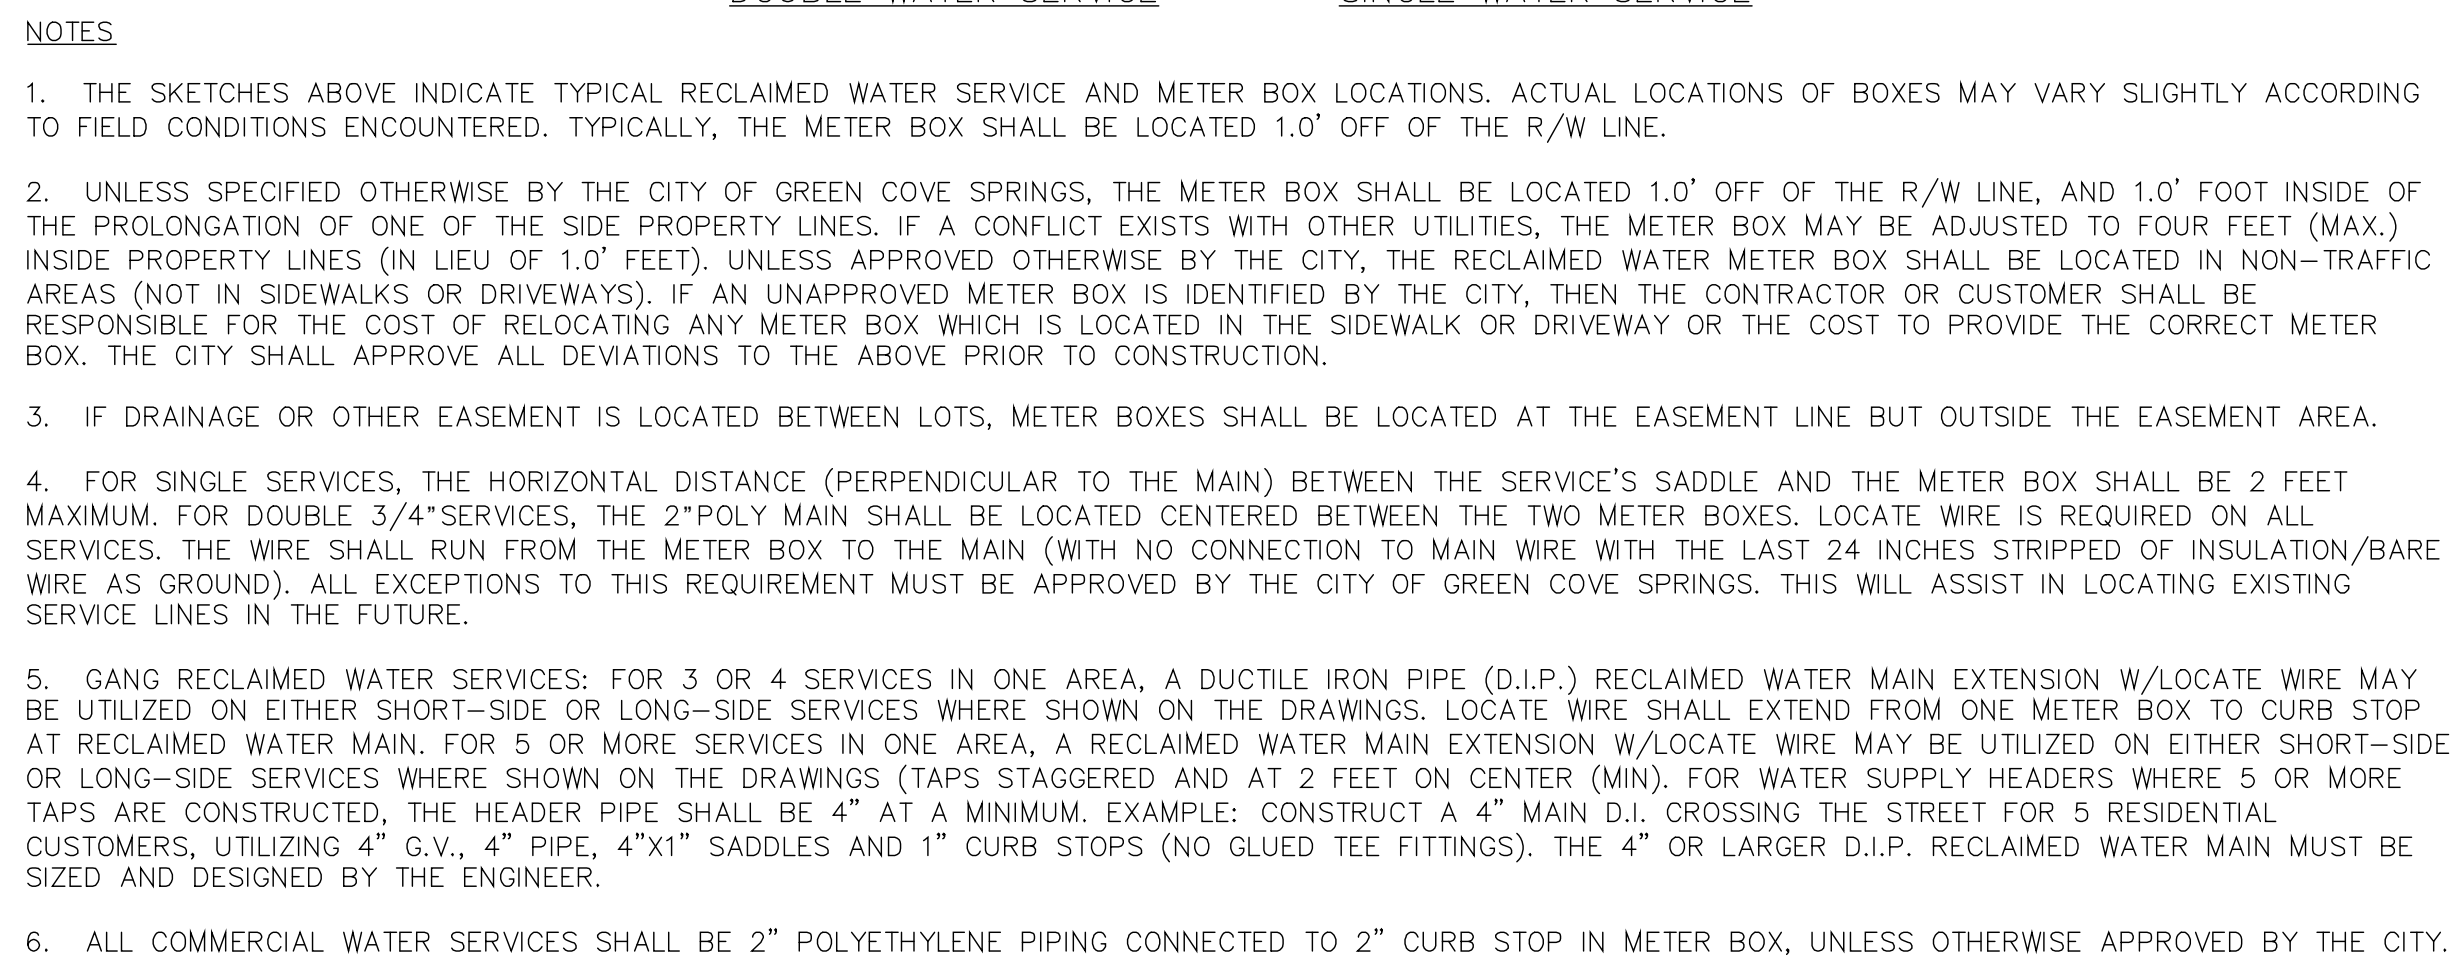 DOUBLE WATER SERVICE SINGLE WATER SERVICE
NOTES
1. THE SKETCHES ABOVE INDICATE TYPICAL RECLAIMED WATER SERVICE AND METER BOX LOCATIONS. ACTUAL LOCATIONS OF BOXES MAY VARY SLIGHTLY ACCORDING
TO FIELD CONDITIONS ENCOUNTERED. TYPICALLY, THE METER BOX SHALL BE LOCATED 1.0’ OFF OF THE R/W LINE.
2. UNLESS SPECIFIED OTHERWISE BY THE CITY OF GREEN COVE SPRINGS, THE METER BOX SHALL BE LOCATED 1.0’ OFF OF THE R/W LINE, AND 1.0’ FOOT INSIDE OF
THE PROLONGATION OF ONE OF THE SIDE PROPERTY LINES. IF A CONFLICT EXISTS WITH OTHER UTILITIES, THE METER BOX MAY BE ADJUSTED TO FOUR FEET (MAX.)
INSIDE PROPERTY LINES (IN LIEU OF 1.0’ FEET). UNLESS APPROVED OTHERWISE BY THE CITY, THE RECLAIMED WATER METER BOX SHALL BE LOCATED IN NON-TRAFFIC
AREAS (NOT IN SIDEWALKS OR DRIVEWAYS). IF AN UNAPPROVED METER BOX IS IDENTIFIED BY THE CITY, THEN THE CONTRACTOR OR CUSTOMER SHALL BE
RESPONSIBLE FOR THE COST OF RELOCATING ANY METER BOX WHICH IS LOCATED IN THE SIDEWALK OR DRIVEWAY OR THE COST TO PROVIDE THE CORRECT METER
BOX. THE CITY SHALL APPROVE ALL DEVIATIONS TO THE ABOVE PRIOR TO CONSTRUCTION.
3. IF DRAINAGE OR OTHER EASEMENT IS LOCATED BETWEEN LOTS, METER BOXES SHALL BE LOCATED AT THE EASEMENT LINE BUT OUTSIDE THE EASEMENT AREA.
4. FOR SINGLE SERVICES, THE HORIZONTAL DISTANCE (PERPENDICULAR TO THE MAIN) BETWEEN THE SERVICE'S SADDLE AND THE METER BOX SHALL BE 2 FEET
MAXIMUM. FOR DOUBLE 3/4”SERVICES, THE 2”POLY MAIN SHALL BE LOCATED CENTERED BETWEEN THE TWO METER BOXES. LOCATE WIRE IS REQUIRED ON ALL
SERVICES. THE WIRE SHALL RUN FROM THE METER BOX TO THE MAIN (WITH NO CONNECTION TO MAIN WIRE WITH THE LAST 24 INCHES STRIPPED OF INSULATION/BARE
WIRE AS GROUND). ALL EXCEPTIONS TO THIS REQUIREMENT MUST BE APPROVED BY THE CITY OF GREEN COVE SPRINGS. THIS WILL ASSIST IN LOCATING EXISTING
SERVICE LINES IN THE FUTURE.
5. GANG RECLAIMED WATER SERVICES: FOR 3 OR 4 SERVICES IN ONE AREA, A DUCTILE IRON PIPE (D.I.P.) RECLAIMED WATER MAIN EXTENSION W/LOCATE WIRE MAY
BE UTILIZED ON EITHER SHORT-SIDE OR LONG-SIDE SERVICES WHERE SHOWN ON THE DRAWINGS. LOCATE WIRE SHALL EXTEND FROM ONE METER BOX TO CURB STOP
AT RECLAIMED WATER MAIN. FOR 5 OR MORE SERVICES IN ONE AREA, A RECLAIMED WATER MAIN EXTENSION W/LOCATE WIRE MAY BE UTILIZED ON EITHER SHORT-SIDE
OR LONG-SIDE SERVICES WHERE SHOWN ON THE DRAWINGS (TAPS STAGGERED AND AT 2 FEET ON CENTER (MIN). FOR WATER SUPPLY HEADERS WHERE 5 OR MORE
TAPS ARE CONSTRUCTED, THE HEADER PIPE SHALL BE 4” AT A MINIMUM. EXAMPLE: CONSTRUCT A 4” MAIN D.I. CROSSING THE STREET FOR 5 RESIDENTIAL
CUSTOMERS, UTILIZING 4” G.V., 4” PIPE, 4”X1” SADDLES AND 1” CURB STOPS (NO GLUED TEE FITTINGS). THE 4” OR LARGER D.I.P. RECLAIMED WATER MAIN MUST BE
SIZED AND DESIGNED BY THE ENGINEER.
6. ALL COMMERCIAL WATER SERVICES SHALL BE 2” POLYETHYLENE PIPING CONNECTED TO 2” CURB STOP IN METER BOX, UNLESS OTHERWISE APPROVED BY THE CITY.